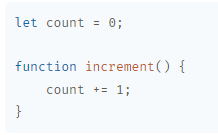 let count = 0;

function increment() {
    count += 1;
}